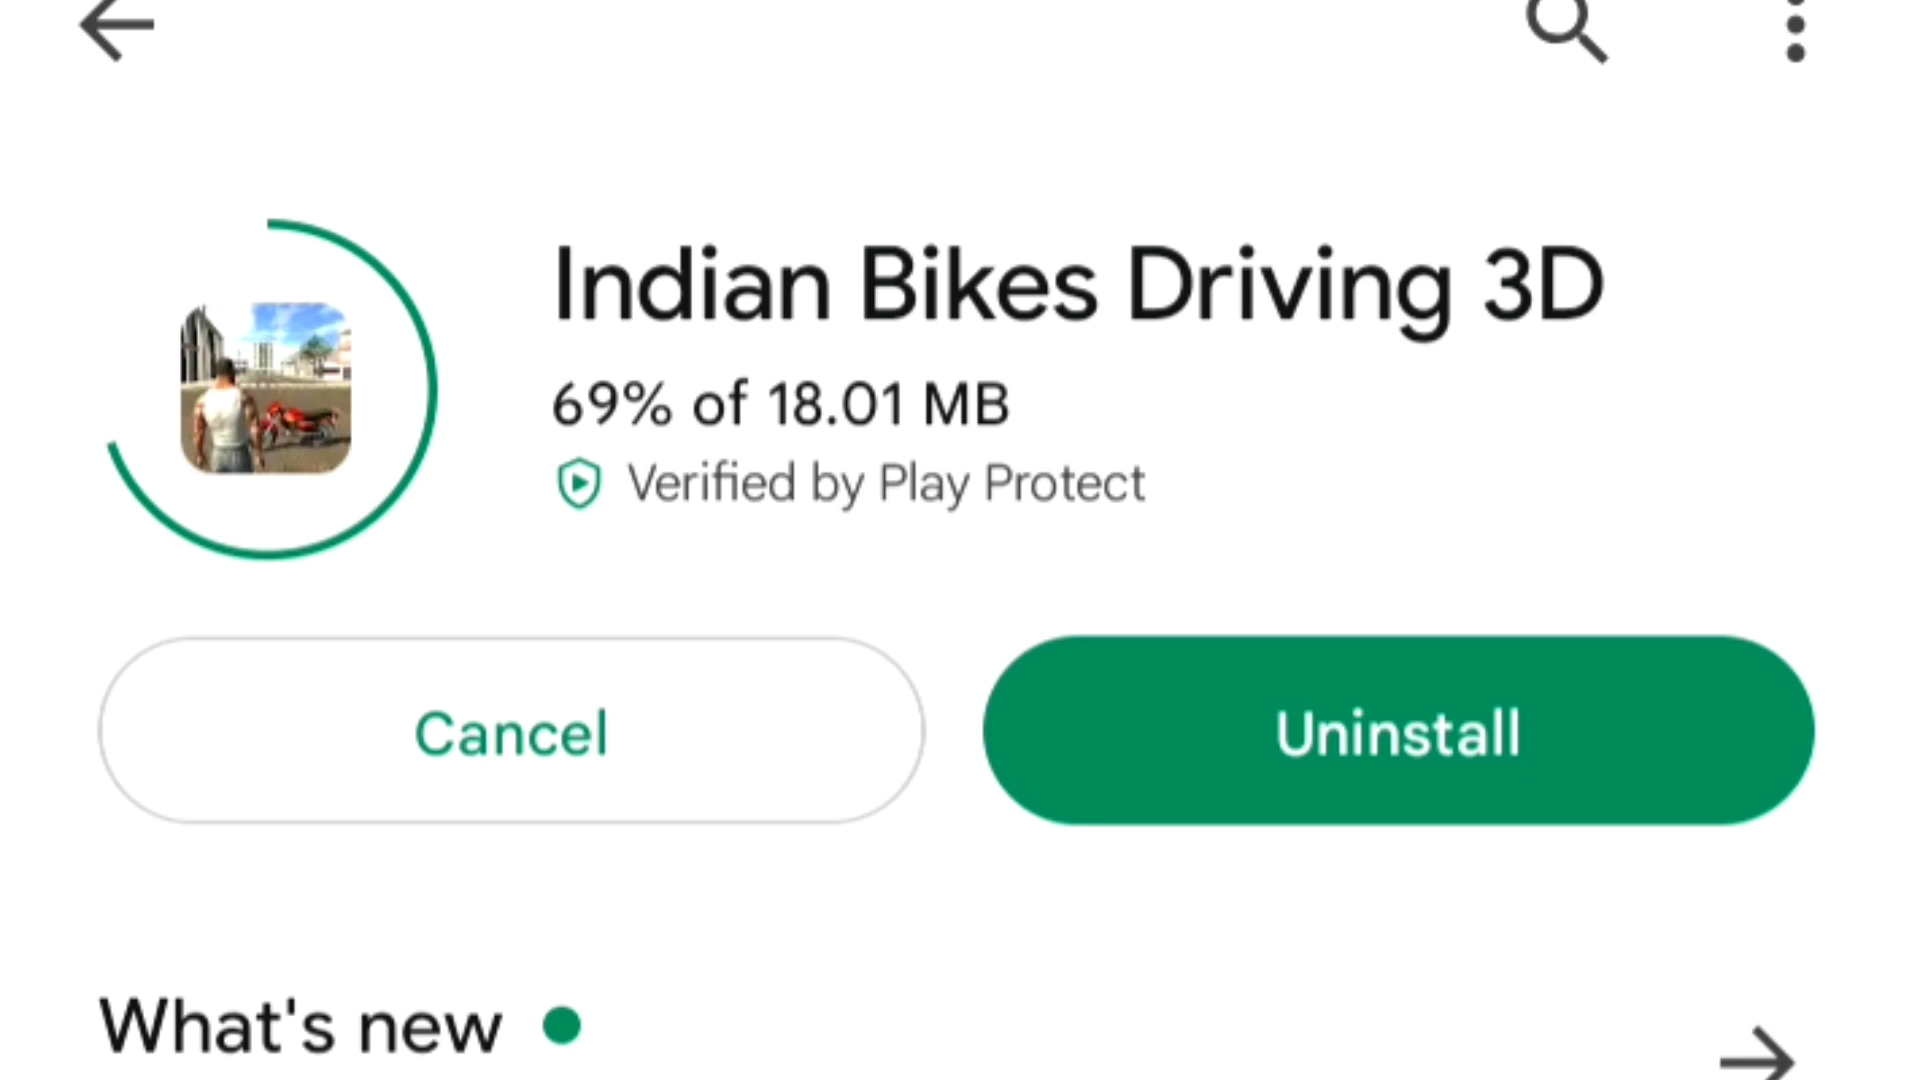 Indian Bikes Driving 3D
69% of 18.01 MB
Verified by Play Protect
Cancel
Uninstall
What's new